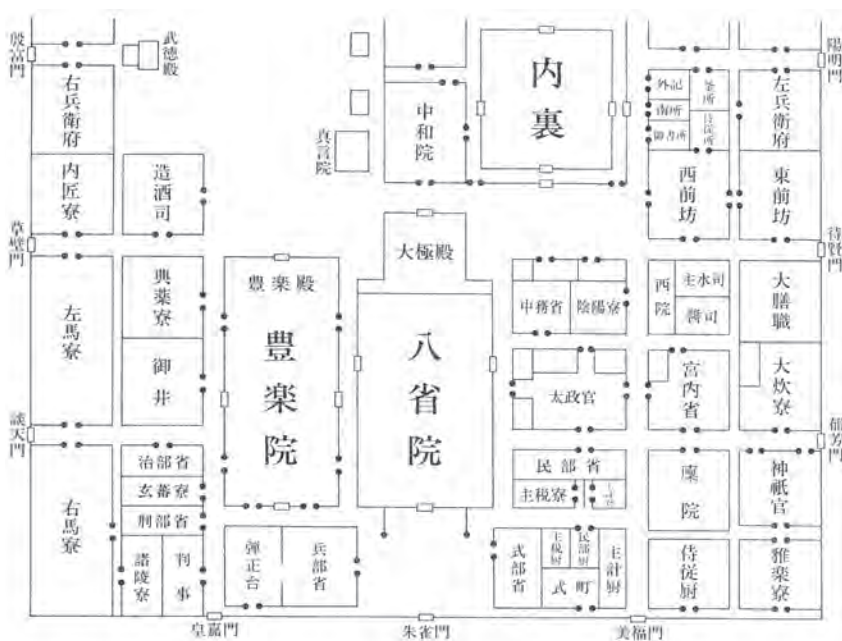 殷富門
武徳殿
内裏
陽明門
右兵衛府
中和院
外記
南所
御書所
左兵衛府
真言院
内匠寮
造酒司
西前坊
東前坊
草壁門
待賢門
大極殿
興薬寮
豊楽殿
中務省
陰陽寮
西院
主水司
醤司
大膳職
左馬寮
御井
豊楽院
八省院
太政官
宮内省
大炊寮
談天門
郁芳門
治部省
玄蕃寮
刑部省
民部省
主税寮
廩院
神祇官
右馬寮
諸陵寮
判事
弾正台
兵部省
式部省
主税厨
民部厨
主計厨
式町
侍従厨
雅楽寮
皇嘉門
朱雀門
美福門